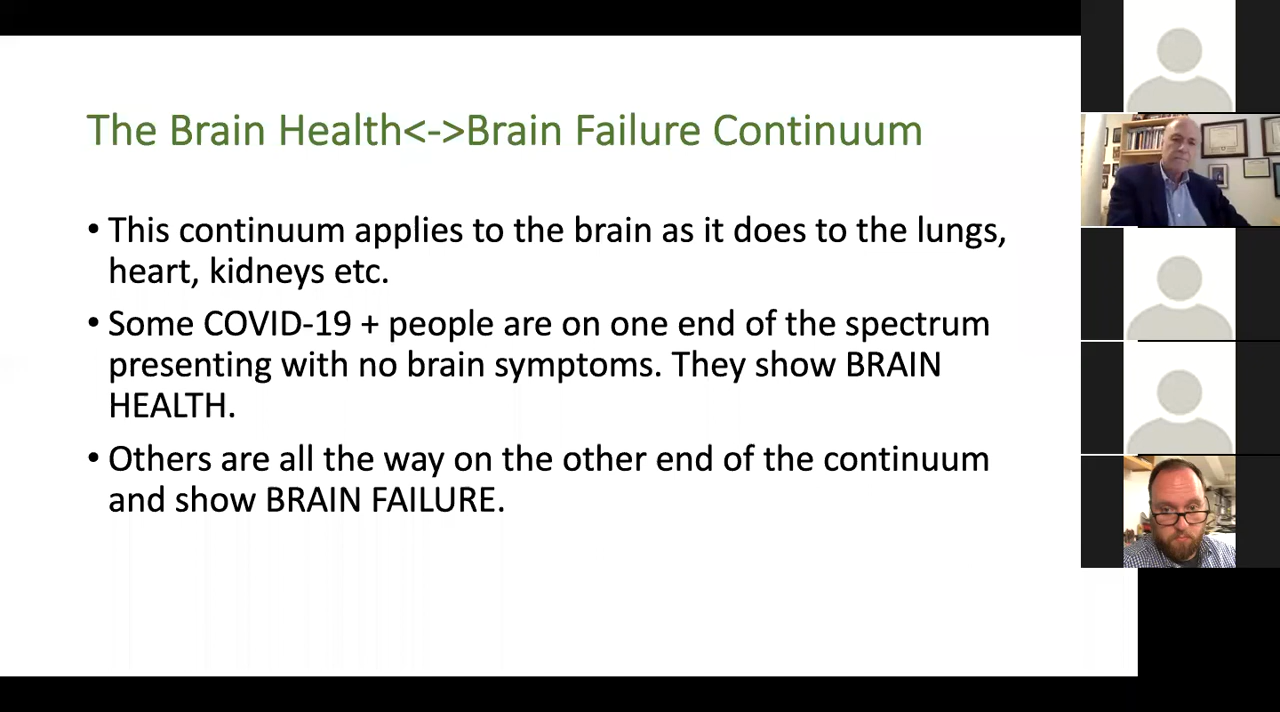 The Brain Health<->Brain Failure Continuum
• This continuum applies to the brain as it does to the lungs,
heart, kidneys etc.
• Some COVID-19 + people are on one end of the spectrum
presenting with no brain symptoms. They show BRAIN
HEALTH.
• Others are all the way on the other end of the continuum
and show BRAIN FAILURE.